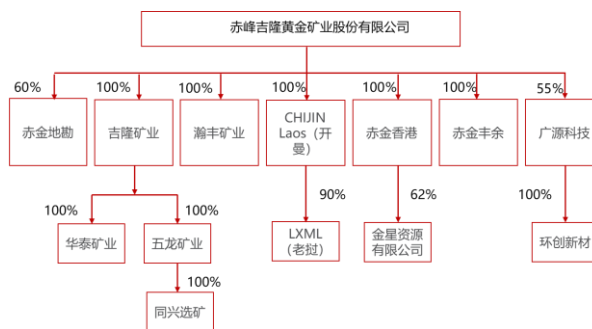 赤峰吉隆黄金矿业股份有限公司
60%
100%
100%
100%
100%
100%
55%
赤金地勘
吉隆矿业
瀚丰矿业
CHIJIN
Laos（开
曼）
赤金香港
赤金丰余
广源科技
100%
100%
90%
62%
100%
华泰矿业
五龙矿业
LXML
（老挝）
金星资源
有限公司
环创新材
100%
同兴选矿